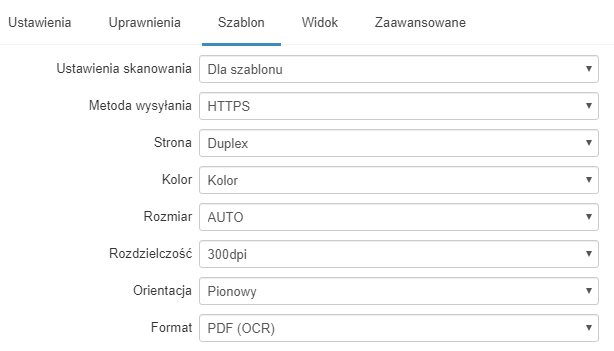 Ustawienia Uprawnienia Szablon Widok Zaawansowane
Ustawienia skanowania Dla szablonu
Metoda wysyłania HTTPS
Strona Duplex
Kolor Kolor
Rozmiar AUTO
Rozdzielczość 300dpi
Orientacja Pionowy
Format PDF (OCR)